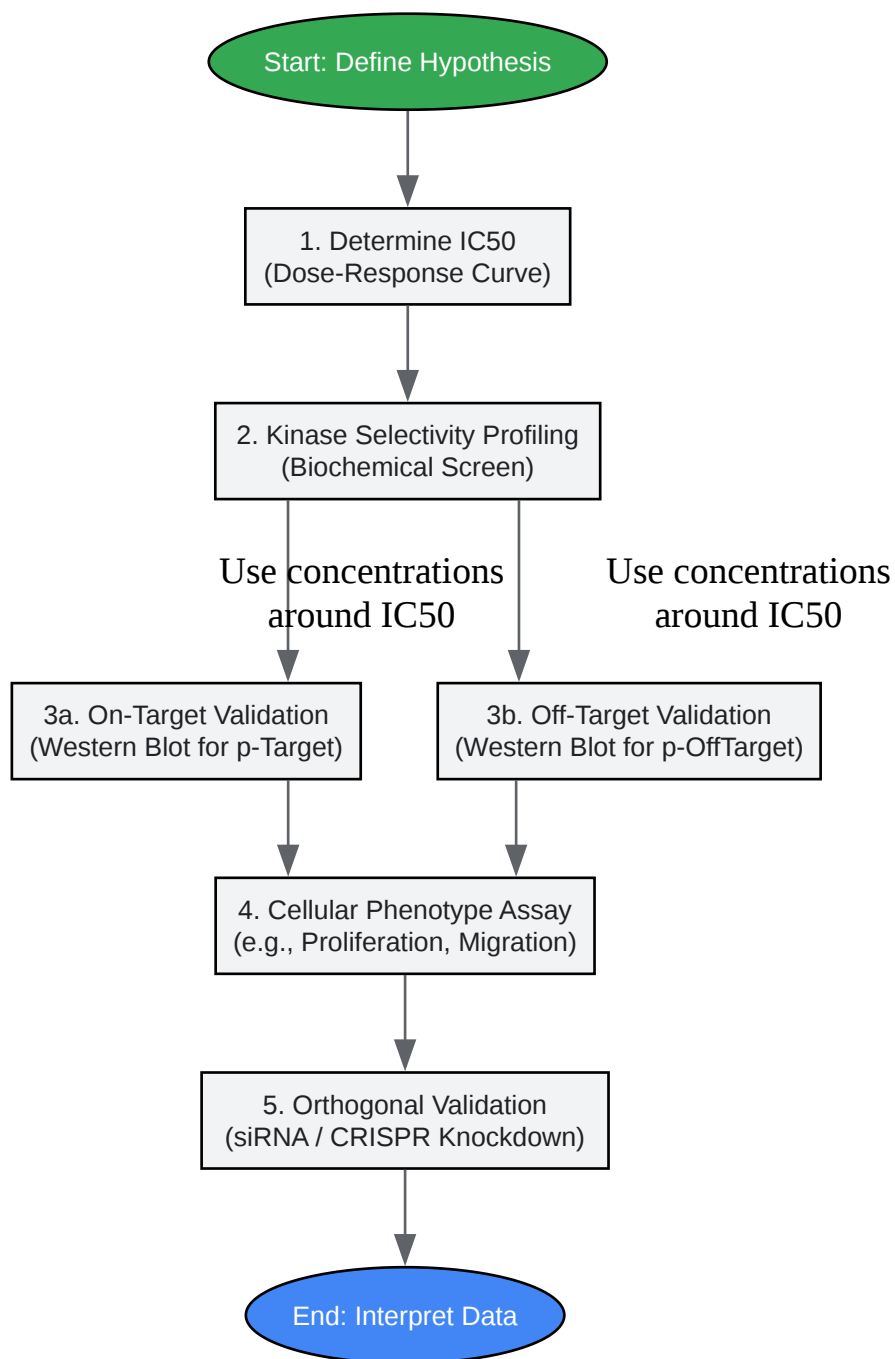 Start: Define Hypothesis
1. Determine IC50
(Dose-Response Curve)
2. Kinase Selectivity Profiling
(Biochemical Screen)
Use concentrations
around IC50
Use concentrations
around IC50
3a. On-Target Validation
(Western Blot for p-Target)
3b. Off-Target Validation
(Western Blot for p-OffTarget)
4. Cellular Phenotype Assay
(e.g., Proliferation, Migration)
5. Orthogonal Validation
(siRNA / CRISPR Knockdown)
End: Interpret Data